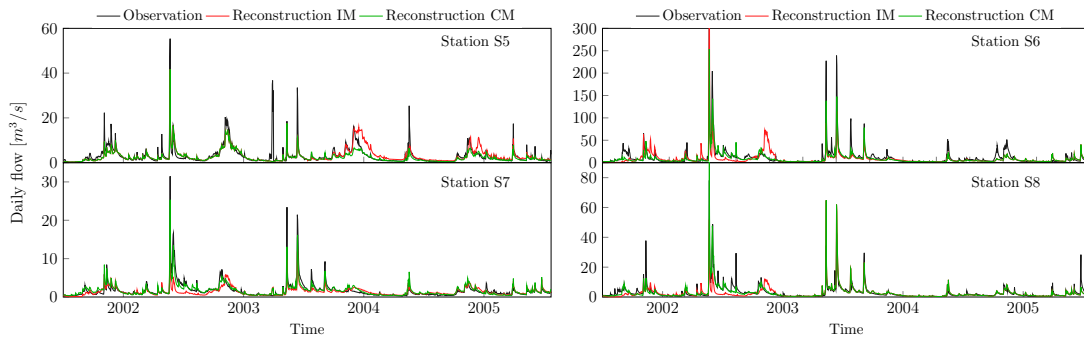 Observation Reconstruction IM Reconstruction CM
Station S5
60
40
20
0
Station S7
30
20
10
0
Daily flow [m³/s]
2002 2003 2004 2005
Time
Observation Reconstruction IM Reconstruction CM
Station S6
300
250
200
150
100
50
0
Station S8
80
60
40
20
0
2002 2003 2004 2005
Time